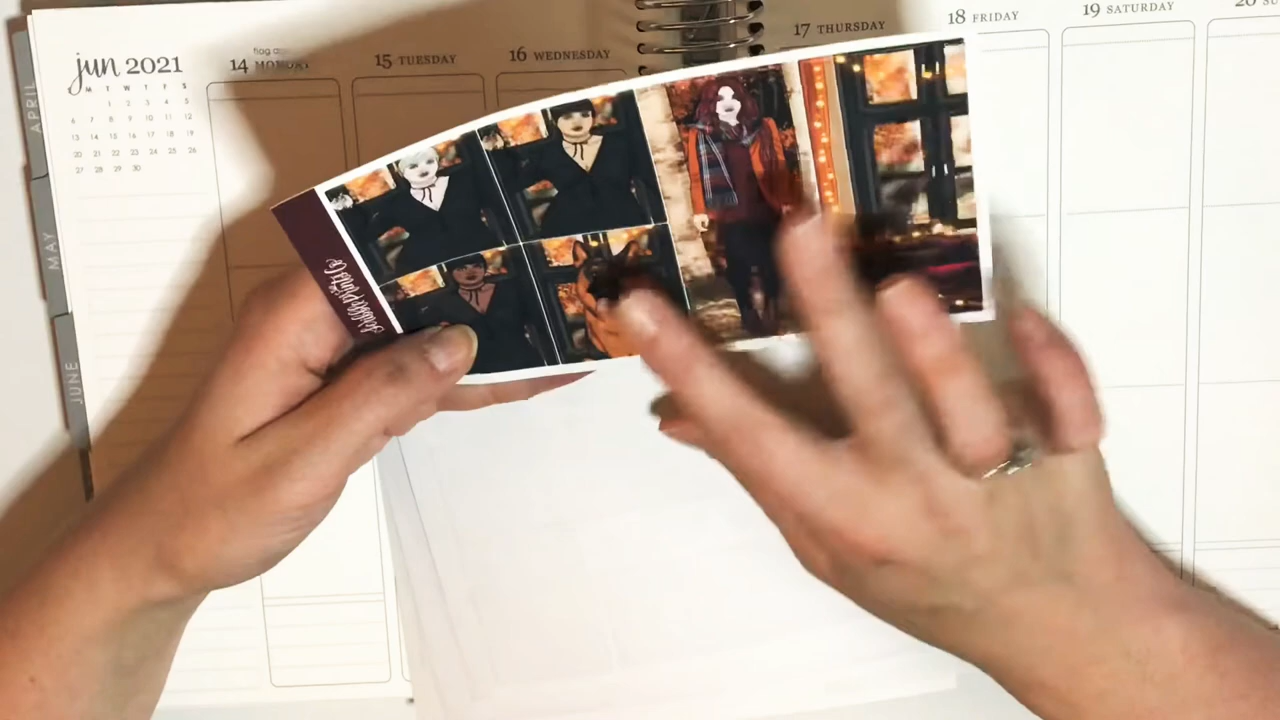 jun 2021
M T W T F S
1 2 3 4 5
6 7 8 9 10 11 12
13 14 15 16 17 18 19
20 21 22 23 24 25 26
27 28 29 30
flag
14 MONDAY
15 TUESDAY
16 WEDNESDAY
17 THURSDAY
18 FRIDAY
19 SATURDAY
APRIL
MAY
JUNE